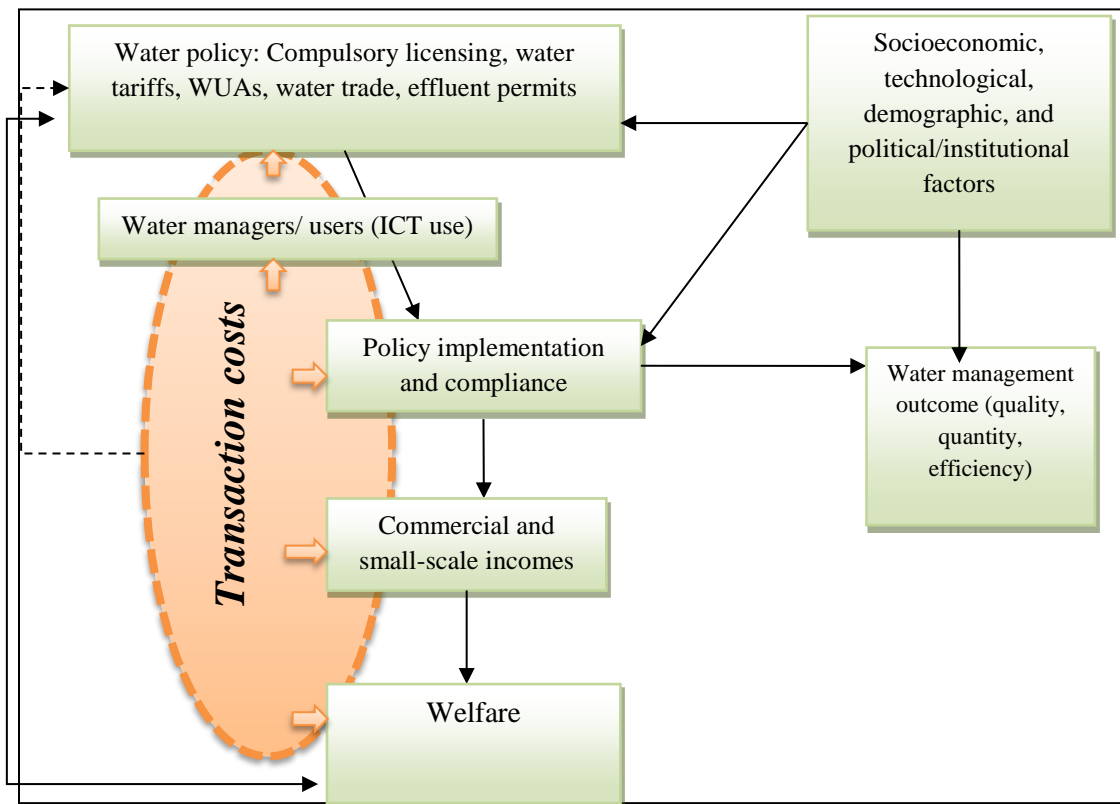 Water policy: Compulsory licensing, water
tariffs, WUAs, water trade, effluent permits
Socioeconomic,
technological,
demographic, and
political/institutional
factors
Water managers/ users (ICT use)
Transaction costs
Policy implementation
and compliance
Water management
outcome (quality,
quantity,
efficiency)
Commercial and
small-scale incomes
Welfare